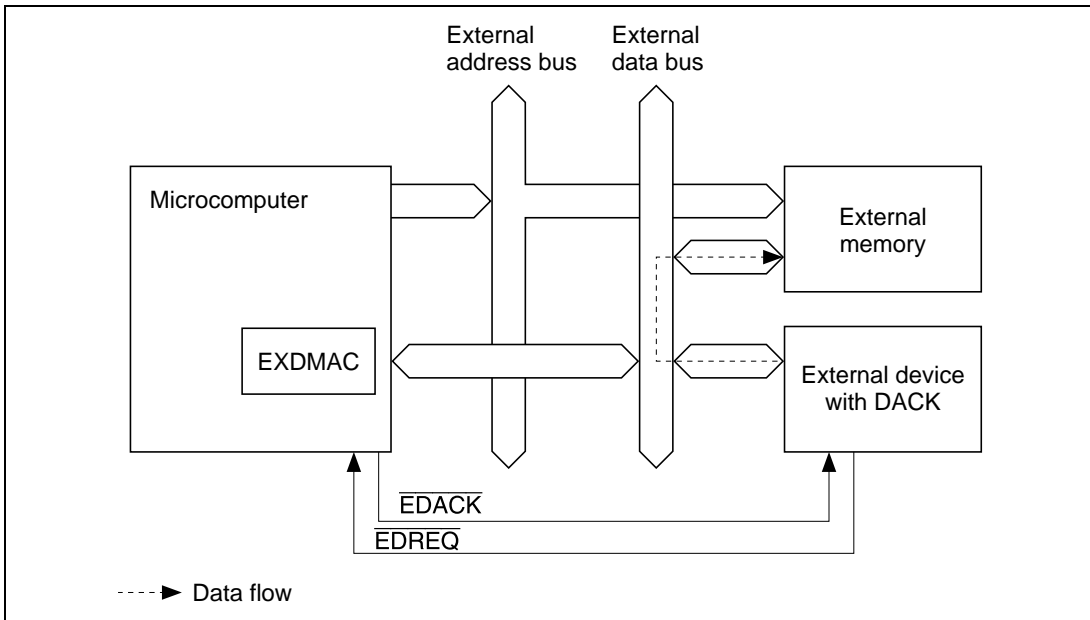 External
address bus
External
data bus
Microcomputer
External
memory
EXDMAC
External device
with DACK
EDACK
EDREQ
Data flow